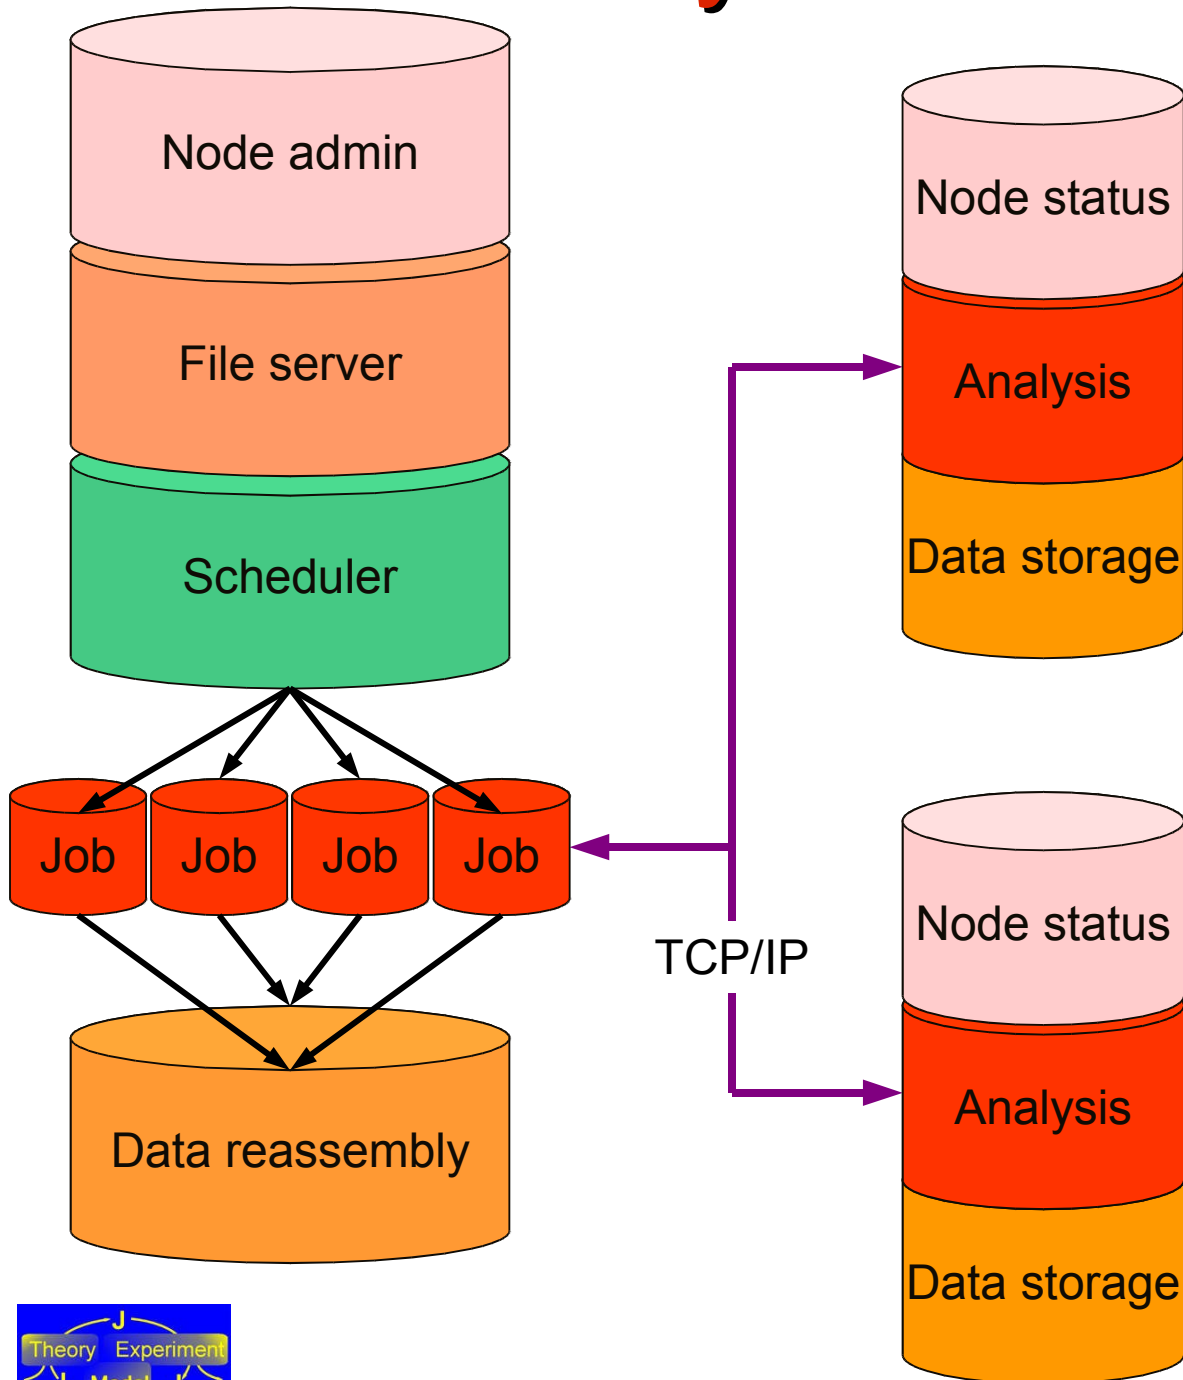 Node admin
File server
Scheduler
Job Job Job Job
Data reassembly
TCP/IP
Node status
Analysis
Data storage
Node status
Analysis
Data storage
J
Theory Experiment